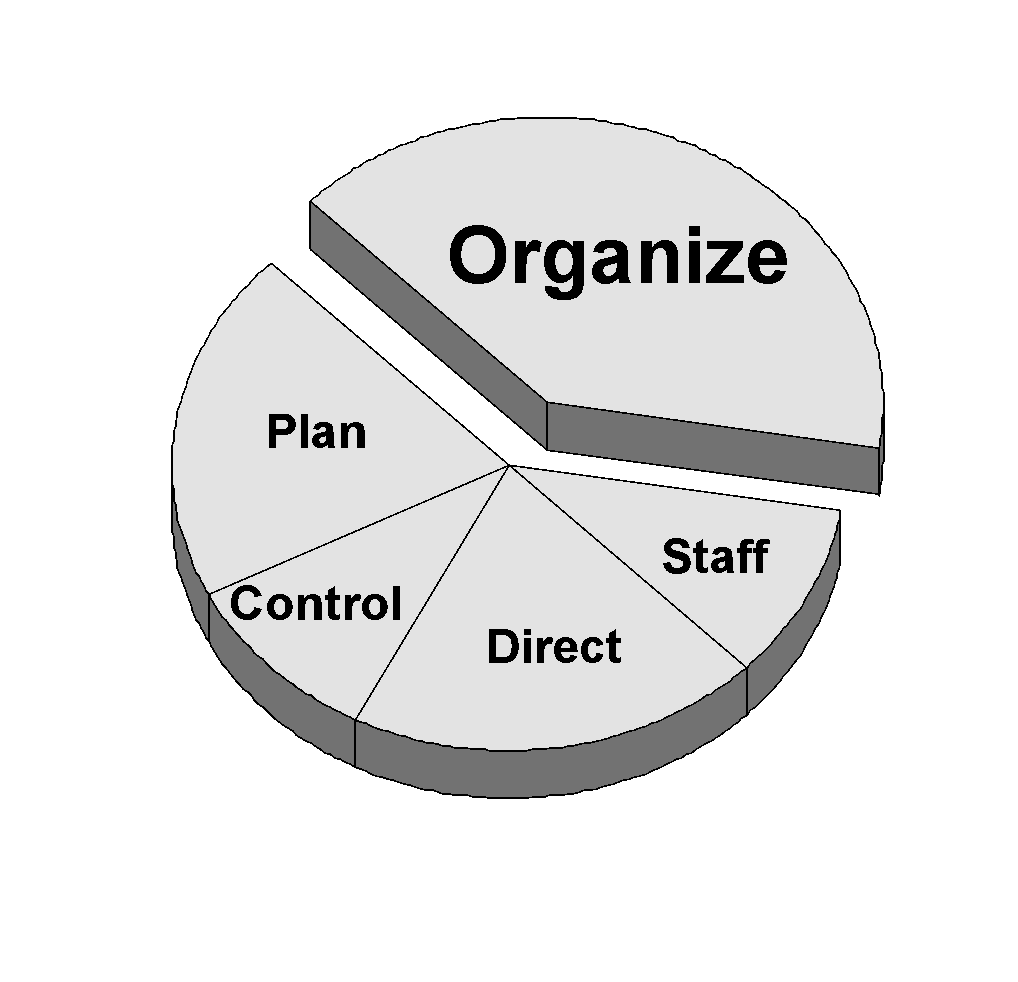 Organize
Plan
Staff
Control
Direct